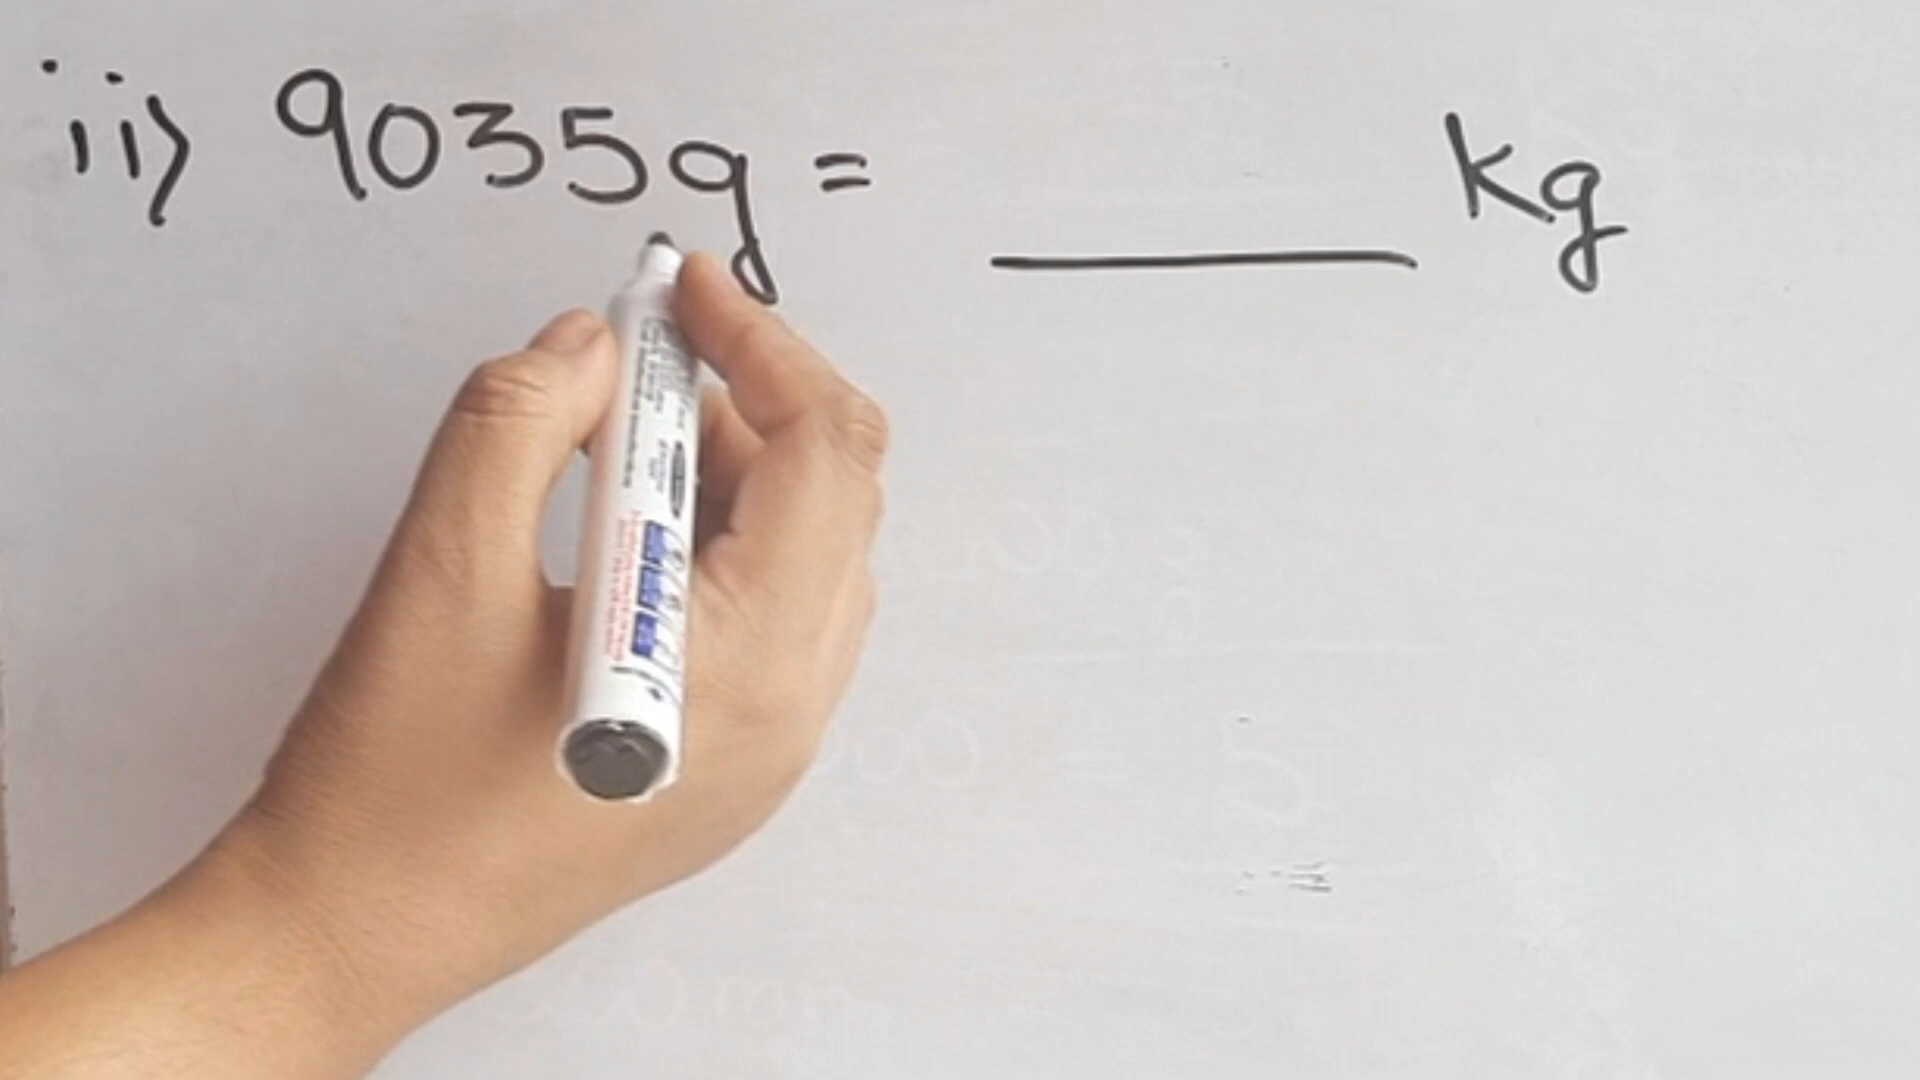 ii) 9035g = ______ kg